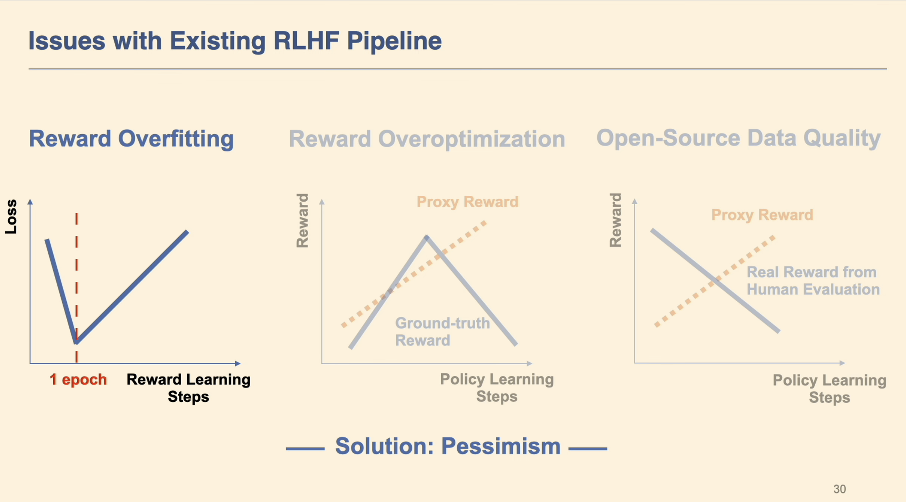 Issues with Existing RLHF Pipeline
Reward Overfitting
Loss
1 epoch
Reward Learning
Steps
Reward Overoptimization
Reward
Proxy Reward
Ground-truth
Reward
Policy Learning
Steps
Open-Source Data Quality
Reward
Proxy Reward
Real Reward from
Human Evaluation
Policy Learning
Steps
Solution: Pessimism
30